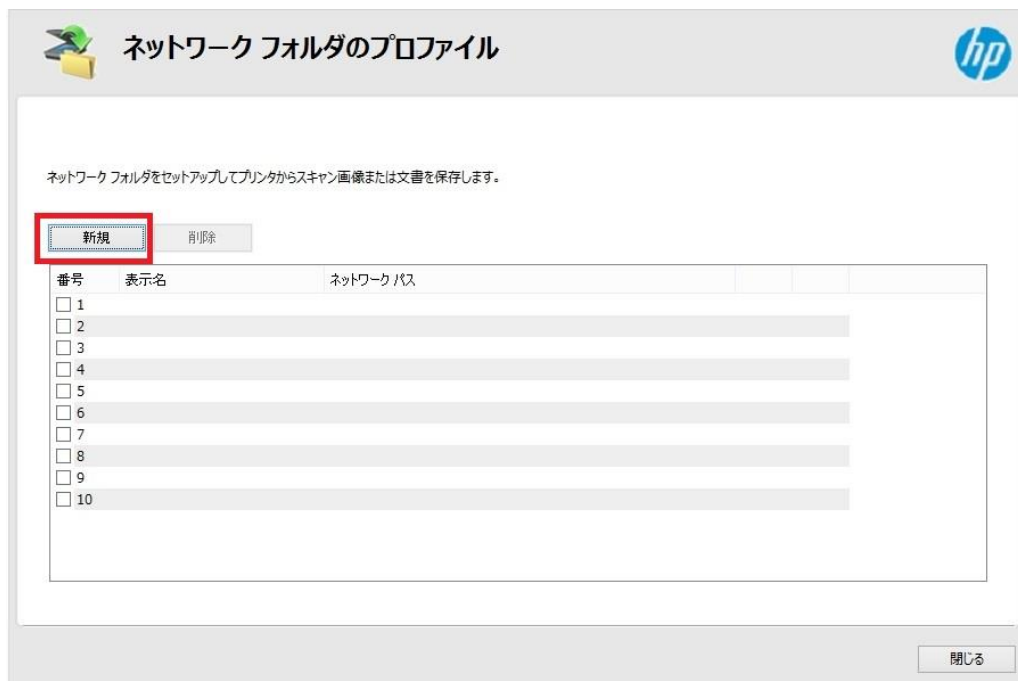 ネットワーク フォルダのプロファイル
hp
ネットワーク フォルダをセットアップしてプリンタからスキャン画像または文書を保存します。
新規 削除
番号 表示名 ネットワーク パス
1
2
3
4
5
6
7
8
9
10
閉じる